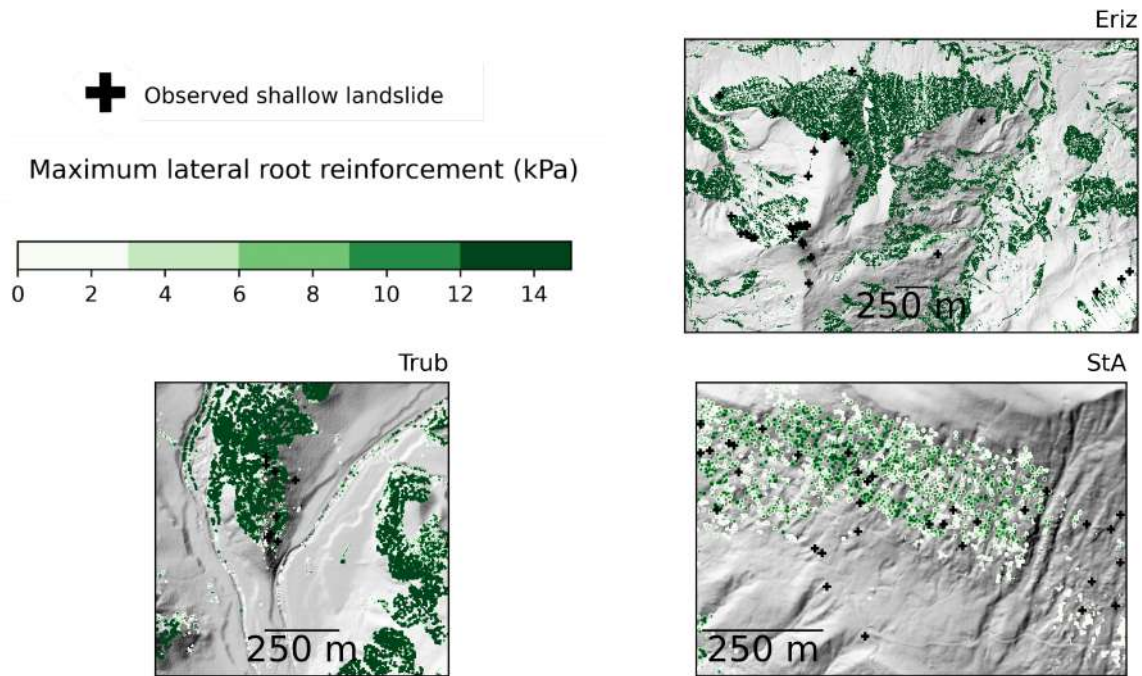 Eriz
Observed shallow landslide
Maximum lateral root reinforcement (kPa)
0 2 4 6 8 10 12 14
250 m
Trub
StA
250 m
250 m